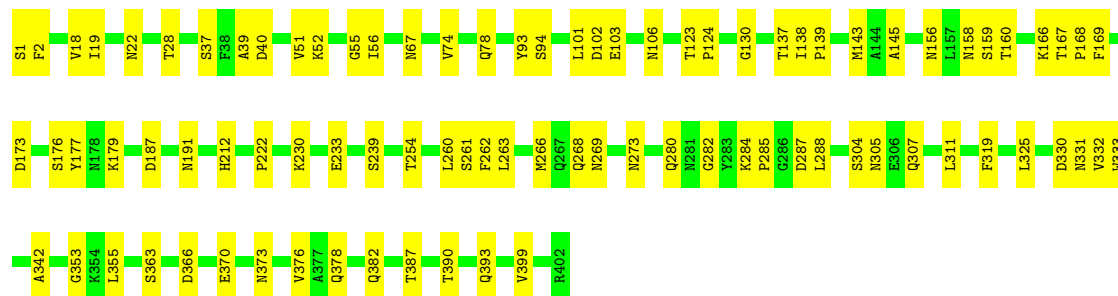 S1 F2 V18 I19 N22 T28 S37 F38 A39 D40 V51 K52 G55 I56 N67 V74 Q78 Y93 S94 L101 D102 E103 N106 T123 P124 G130 T137 I138 P139 M143 A144 A145 N156 L157 N158 S159 T160 K166 T167 P168 F169
D173 S176 Y177 N178 K179 D187 N191 H212 P222 K230 E233 S239 T254 L260 S261 F262 L263 M266 Q267 Q268 N269 N273 Q280 N281 G282 Y283 K284 P285 G286 D287 L288 S304 N305 E306 Q307 L311 F319 L325 D330 N331 V332
A342 G353 K354 L355 S363 D366 E370 N373 V376 A377 Q378 Q382 T387 T390 Q393 V399 R402